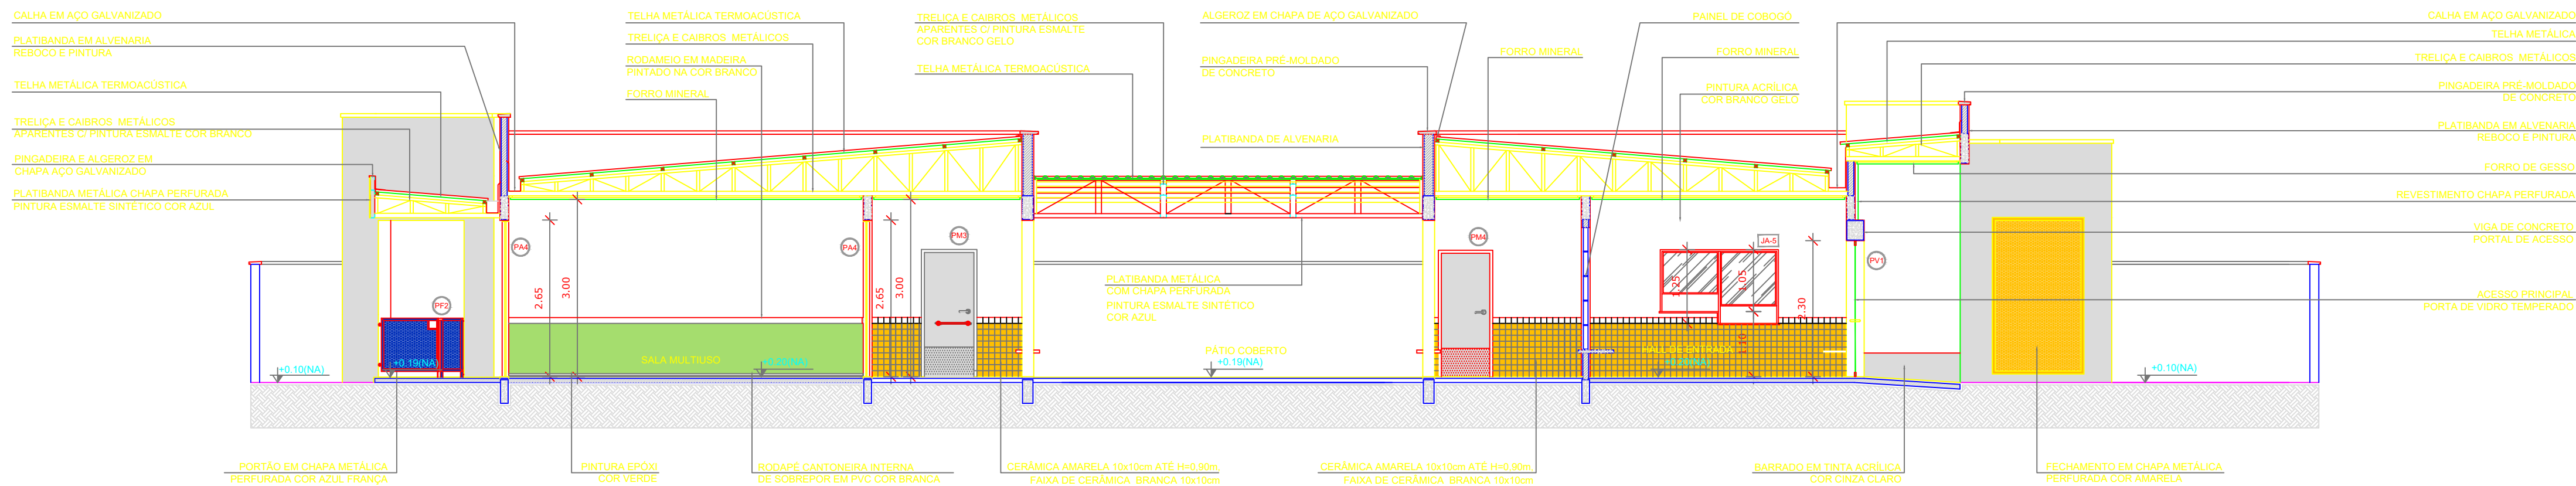 CALHA EM AÇO GALVANIZADO
PLATIBANDA EM ALVENARIA
REBOCO E PINTURA
TELHA METÁLICA TERMOACÚSTICA
TRELIÇA E CAIBROS METÁLICOS
APARENTES C/ PINTURA ESMALTE COR BRANCO
PINGADEIRA E ALGEROZ EM
CHAPA AÇO GALVANIZADO
PLATIBANDA METÁLICA CHAPA PERFURADA
PINTURA ESMALTE SINTÉTICO COR AZUL
TELHA METÁLICA TERMOACÚSTICA
TRELIÇA E CAIBROS METÁLICOS
RODAMEIO EM MADEIRA
PINTADO NA COR BRANCO
FORRO MINERAL
TRELIÇA E CAIBROS METÁLICOS
APARENTES C/ PINTURA ESMALTE
COR BRANCO GELO
TELHA METÁLICA TERMOACÚSTICA
ALGEROZ EM CHAPA DE AÇO GALVANIZADO
PINGADEIRA PRÉ-MOLDADO
DE CONCRETO
PLATIBANDA DE ALVENARIA
FORRO MINERAL
PAINEL DE COBOGÓ
FORRO MINERAL
PINTURA ACRÍLICA
COR BRANCO GELO
CALHA EM AÇO GALVANIZADO
TELHA METÁLICA
TRELIÇA E CAIBROS METÁLICOS
PINGADEIRA PRÉ-MOLDADO
DE CONCRETO
PLATIBANDA EM ALVENARIA
REBOCO E PINTURA
FORRO DE GESSO
REVESTIMENTO CHAPA PERFURADA
VIGA DE CONCRETO
PORTAL DE ACESSO
ACESSO PRINCIPAL
PORTA DE VIDRO TEMPERADO
PF2
PA4
2.65
3.00
PA4
2.65
3.00
PM3
PM4
JA-5
1.25
1.05
1.10
2.30
PV1
PLATIBANDA METÁLICA
COM CHAPA PERFURADA
PINTURA ESMALTE SINTÉTICO
COR AZUL
SALA MULTIUSO
PÁTIO COBERTO
HALL DE ENTRADA
+0.10(NA)
+0.19(NA)
+0.20(NA)
+0.19(NA)
+0.10(NA)
PORTÃO EM CHAPA METÁLICA
PERFURADA COR AZUL FRANÇA
PINTURA EPÓXI
COR VERDE
RODAPÉ CANTONEIRA INTERNA
DE SOBREPOR EM PVC COR BRANCA
CERÂMICA AMARELA 10x10cm ATÉ H=0,90m
FAIXA DE CERÂMICA BRANCA 10x10cm
CERÂMICA AMARELA 10x10cm ATÉ H=0,90m
FAIXA DE CERÂMICA BRANCA 10x10cm
BARRADO EM TINTA ACRÍLICA
COR CINZA CLARO
FECHAMENTO EM CHAPA METÁLICA
PERFURADA COR AMARELA